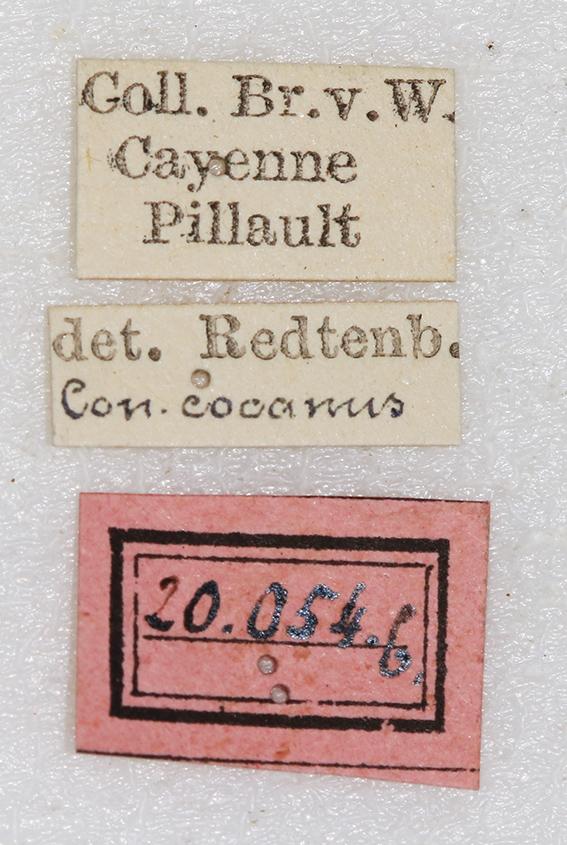 Coll. Br.v.W.
Cayenne
Pillault
det. Redtenb.
Con. cocanus
20.054.6.